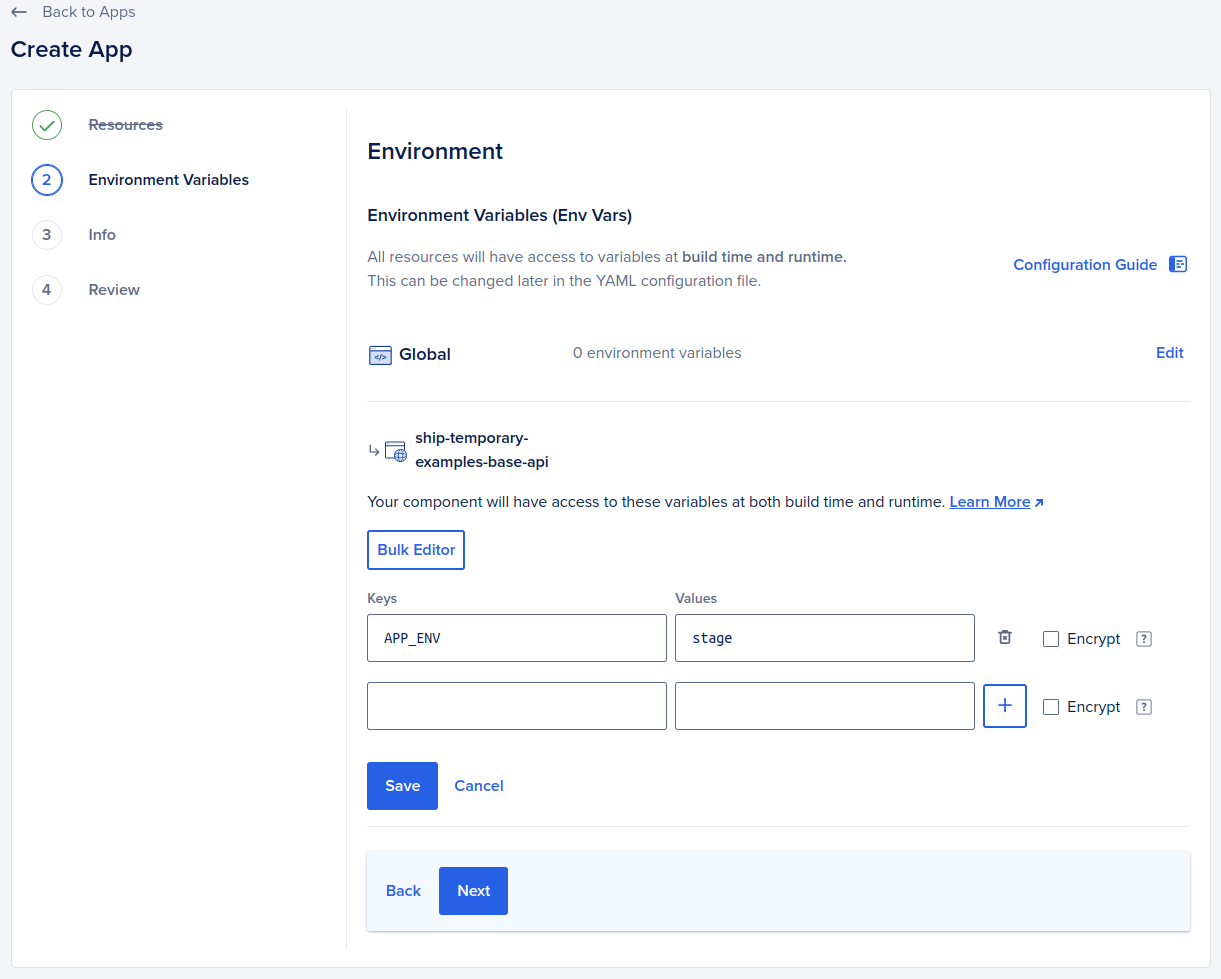 ← Back to Apps
Create App
Resources
2 Environment Variables
3 Info
4 Review
Environment
Environment Variables (Env Vars)
All resources will have access to variables at build time and runtime.
This can be changed later in the YAML configuration file.
Configuration Guide
</> Global 0 environment variables Edit
ship-temporary-
examples-base-api
Your component will have access to these variables at both build time and runtime. Learn More
Bulk Editor
Keys Values
APP_ENV stage Encrypt ?
+ Encrypt ?
Save Cancel
Back Next